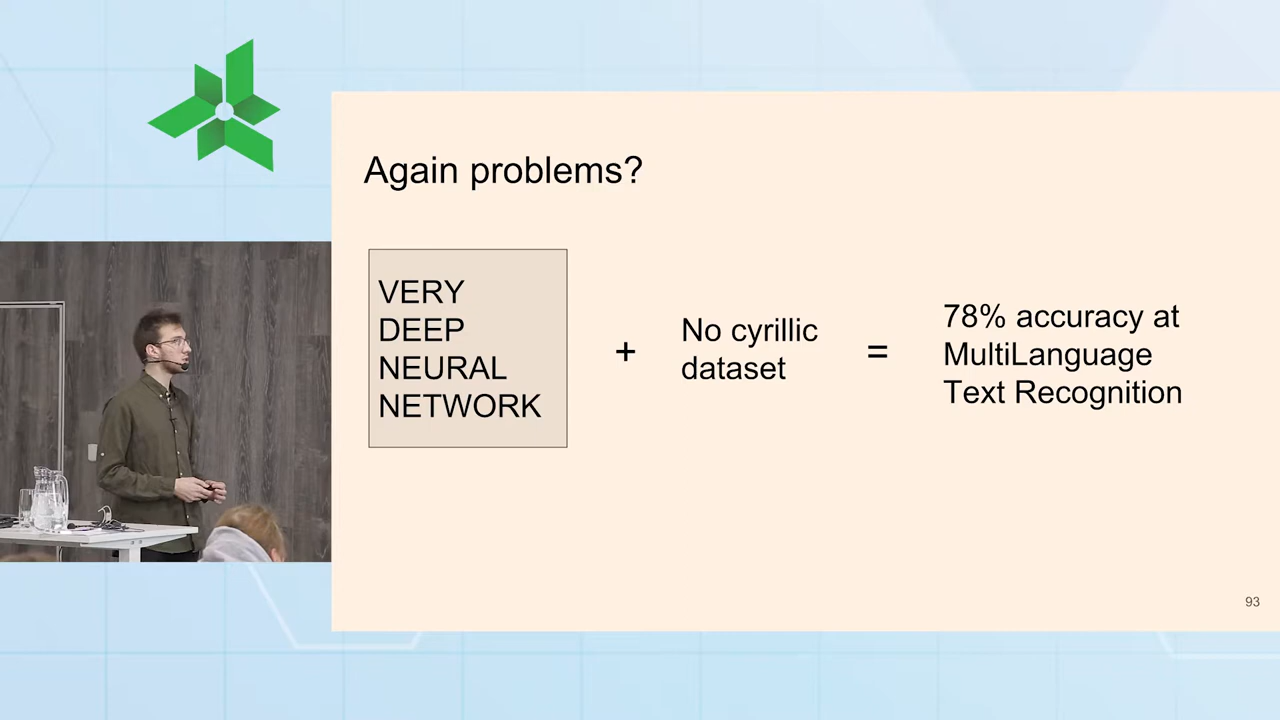 Again problems?
VERY
DEEP
NEURAL
NETWORK
+
No cyrillic
dataset
=
78% accuracy at
MultiLanguage
Text Recognition
93